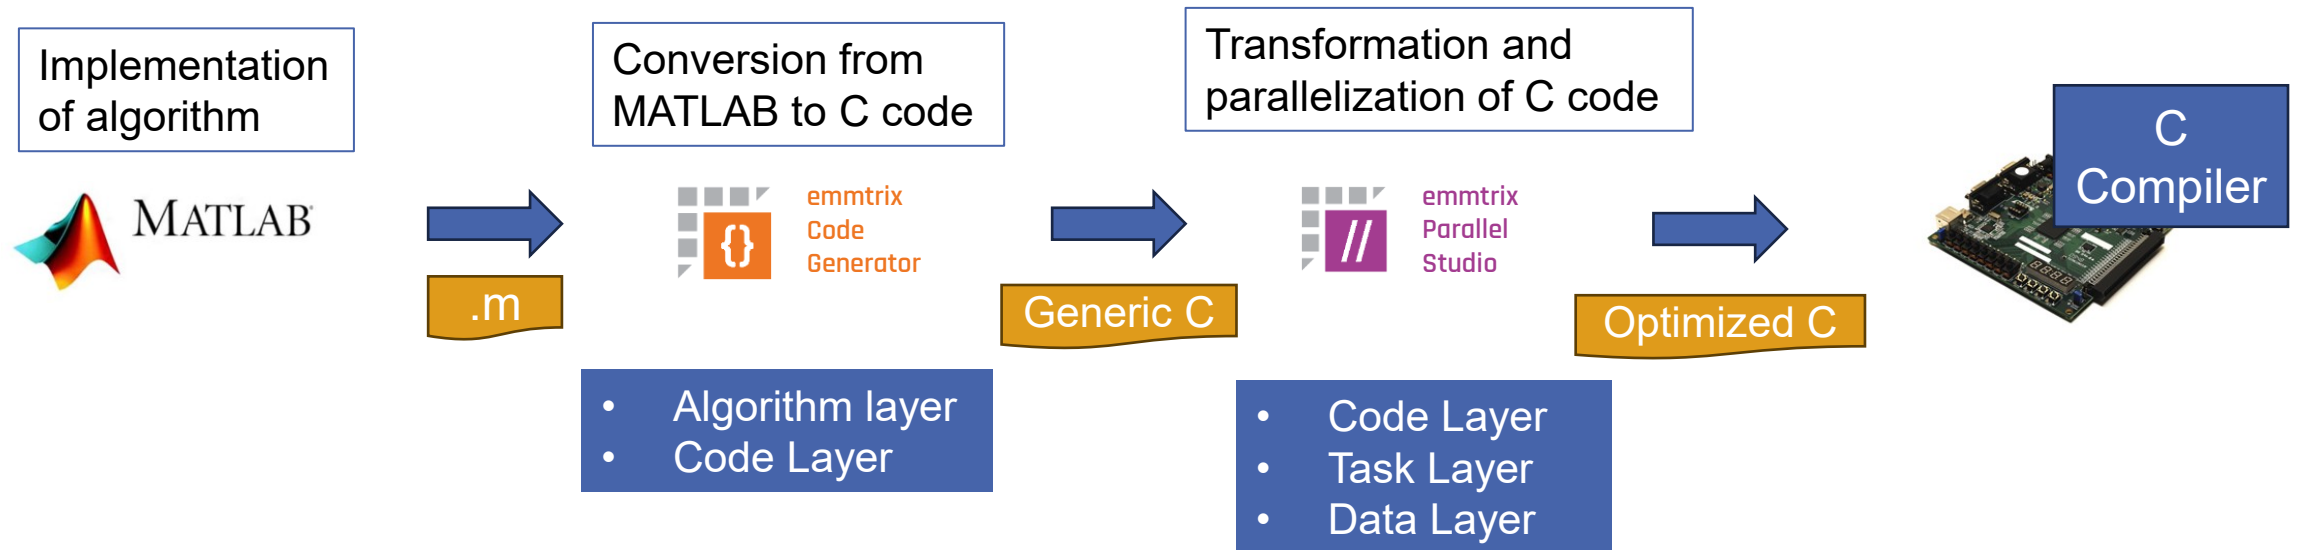 Implementation
of algorithm
MATLAB
.m
Conversion from
MATLAB to C code
{}
emmtrix
Code
Generator
• Algorithm layer
• Code Layer
Generic C
Transformation and
parallelization of C code
//
emmtrix
Parallel
Studio
• Code Layer
• Task Layer
• Data Layer
Optimized C
C
Compiler